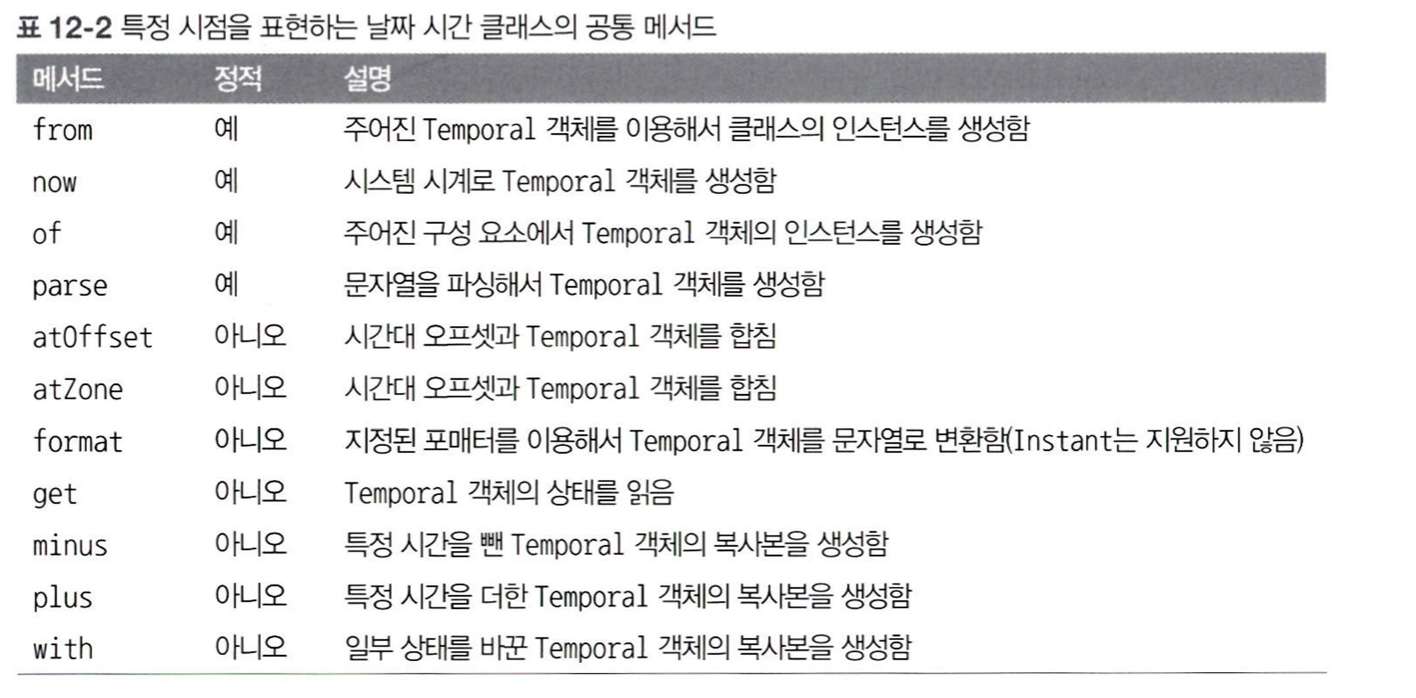 표 12-2 특정 시점을 표현하는 날짜 시간 클래스의 공통 메서드
메서드 정적 설명
from 예 주어진 Temporal 객체를 이용해서 클래스의 인스턴스를 생성함
now 예 시스템 시계로 Temporal 객체를 생성함
of 예 주어진 구성 요소에서 Temporal 객체의 인스턴스를 생성함
parse 예 문자열을 파싱해서 Temporal 객체를 생성함
atOffset 아니오 시간대 오프셋과 Temporal 객체를 합침
atZone 아니오 시간대 오프셋과 Temporal 객체를 합침
format 아니오 지정된 포매터를 이용해서 Temporal 객체를 문자열로 변환함(Instant는 지원하지 않음)
get 아니오 Temporal 객체의 상태를 읽음
minus 아니오 특정 시간을 뺀 Temporal 객체의 복사본을 생성함
plus 아니오 특정 시간을 더한 Temporal 객체의 복사본을 생성함
with 아니오 일부 상태를 바꾼 Temporal 객체의 복사본을 생성함